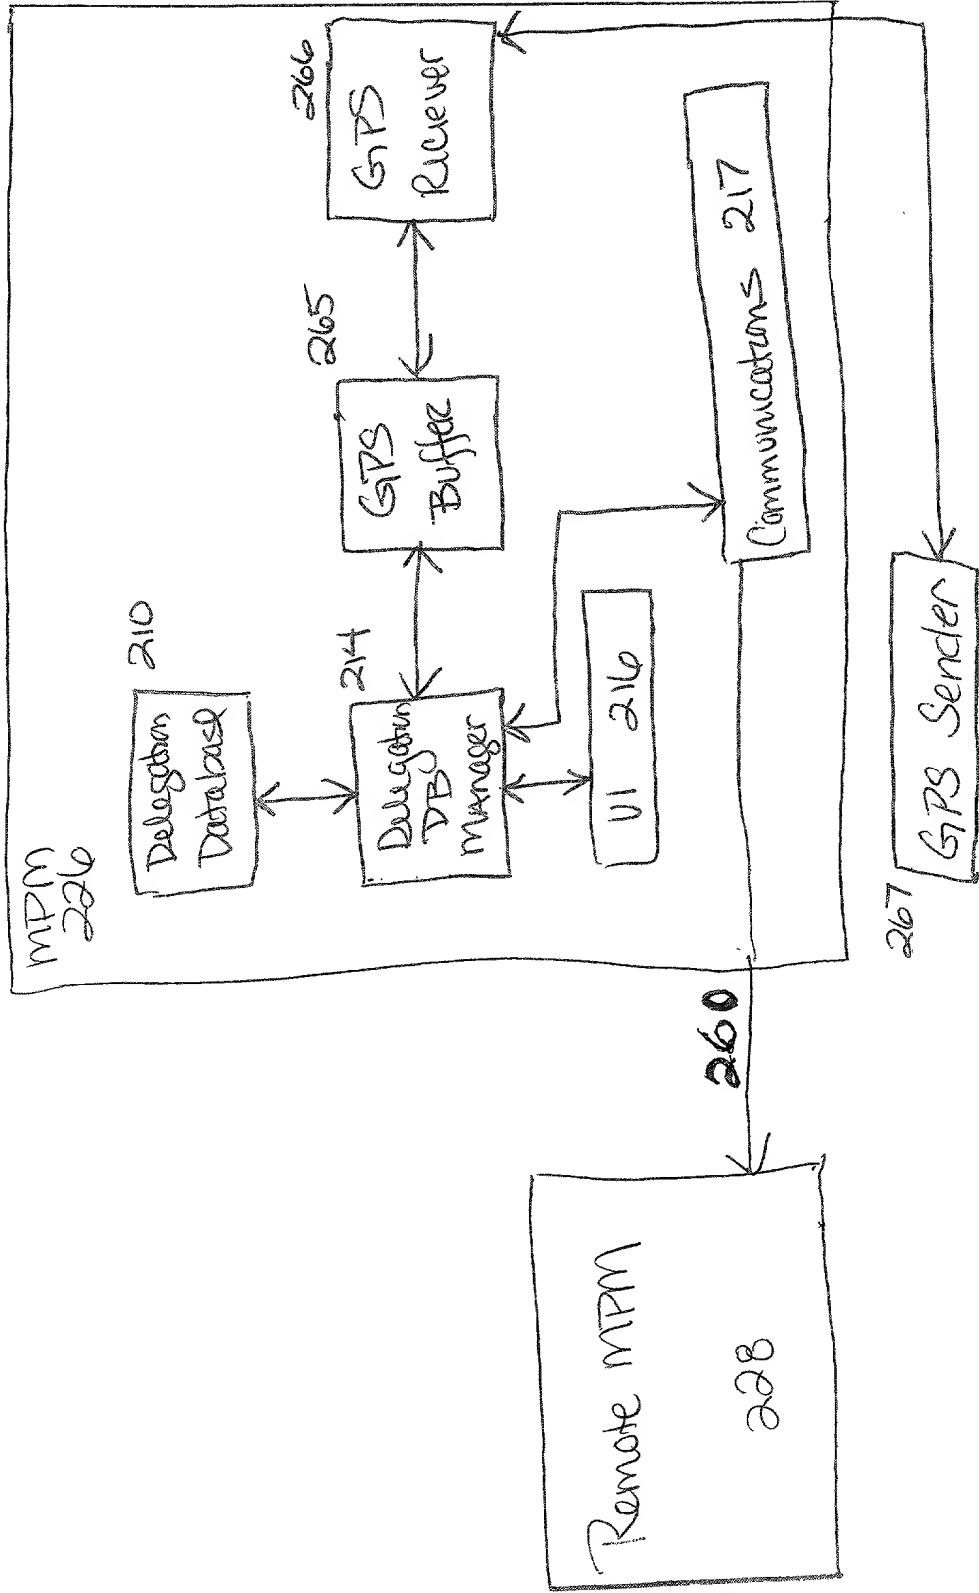 MPM
226
Delegation
Database
210
Delegation
DB
Manager
214
GPS
Buffer
265
GPS
Riciever
266
UI 216
Communications 217
260
Remote MPM
228
GPS Sender
267